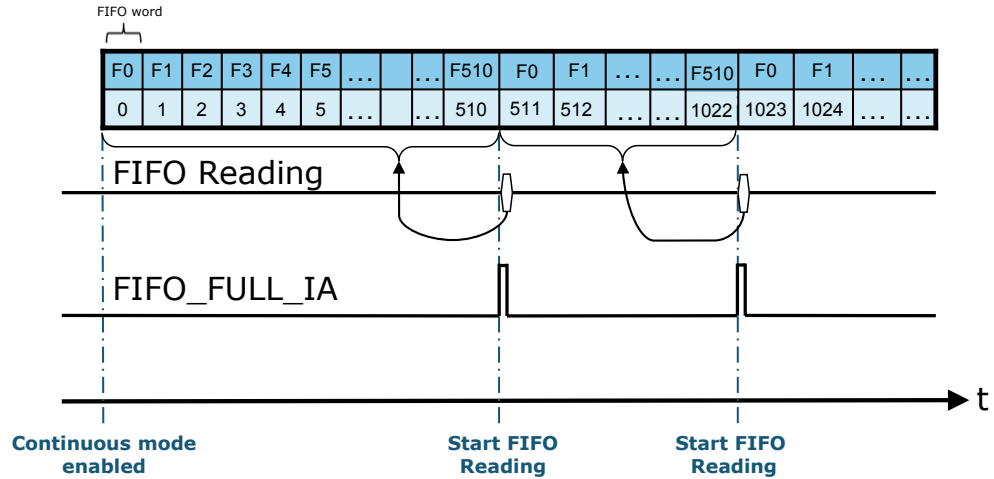 FIFO word
F0 F1 F2 F3 F4 F5 ... ... F510 F0 F1 ... ... F510 F0 F1 ... ...
0 1 2 3 4 5 ... ... 510 511 512 ... ... 1022 1023 1024 ... ...
FIFO Reading
FIFO_FULL_IA
t
Continuous mode
enabled
Start FIFO
Reading
Start FIFO
Reading